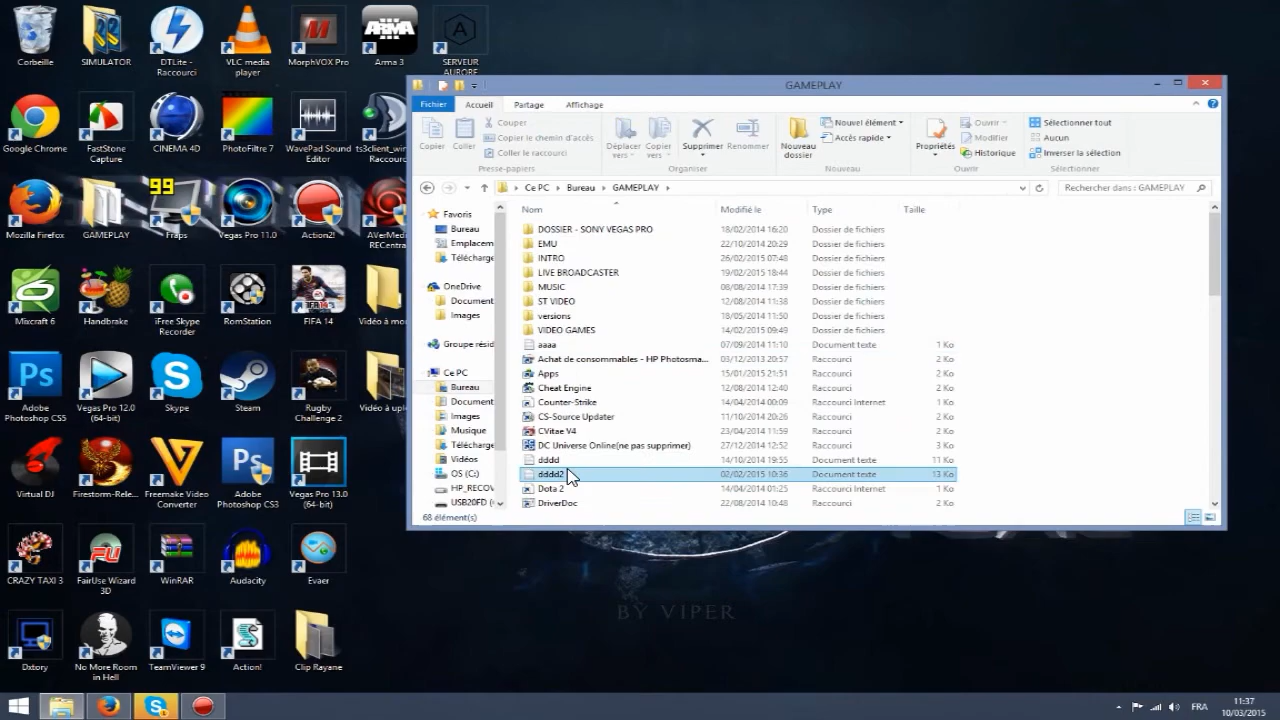 Corbeille
SIMULATOR
DTLite - Raccourci
VLC media player
MorphVOX Pro
Arma 3
SERVEUR AURORE
Google Chrome
FastStone Capture
CINEMA 4D
PhotoFiltre 7
WavePad Sound Editor
ts3client_win
Raccourc
Mozilla Firefox
GAMEPLAY
99
Fraps
Vegas Pro 11.0
Action2!
AVerMed
RECentra
Mixcraft 6
Handbrake
iFree Skype Recorder
RomStation
FIFA 14
Vidéo à mo
Adobe Photoshop CS5
Vegas Pro 12.0 (64-bit)
Skype
Steam
Rugby Challenge 2
Vidéo à up
Virtual DJ
Firestorm-Rele...
Freemake Video Converter
Adobe Photoshop CS3
Vegas Pro 13.0 (64-bit)
CRAZY TAXI 3
FairUse Wizard 3D
WinRAR
Audacity
Evaer
Dxtory
No More Room in Hell
TeamViewer 9
Action!
Clip Rayane
ARMA
GAMEPLAY
Fichier
Accueil
Partage
Affichage
Copier
Coller
Couper
Copier le chemin d'accès
Coller le raccourci
Presse-papiers
Déplacer vers
Copier vers
Supprimer
Renommer
Organiser
Nouveau dossier
Nouvel élément
Accès rapide
Nouveau
Propriétés
Ouvrir
Modifier
Historique
Ouvrir
Sélectionner tout
Aucun
Inverser la sélection
Sélectionner
Ce PC
Bureau
GAMEPLAY
Rechercher dans : GAMEPLAY
Favoris
Bureau
Emplacem
Télécharge
OneDrive
Document
Images
Groupe résid
Ce PC
Bureau
Document
Images
Musique
Télécharge
Vidéos
OS (C:)
HP_RECOV
USB20FD (
Nom Modifié le Type Taille
DOSSIER - SONY VEGAS PRO 18/02/2014 16:20 Dossier de fichiers
EMU 22/10/2014 20:29 Dossier de fichiers
INTRO 26/02/2015 07:48 Dossier de fichiers
LIVE BROADCASTER 19/02/2015 18:44 Dossier de fichiers
MUSIC 08/08/2014 17:39 Dossier de fichiers
ST VIDEO 12/08/2014 11:38 Dossier de fichiers
versions 18/05/2014 11:50 Dossier de fichiers
VIDEO GAMES 14/02/2015 09:49 Dossier de fichiers
aaaa 07/09/2014 11:10 Document texte 1 Ko
Achat de consommables - HP Photosma... 03/12/2013 20:57 Raccourci 2 Ko
Apps 15/01/2015 21:51 Raccourci 2 Ko
Cheat Engine 12/08/2014 12:40 Raccourci 2 Ko
Counter-Strike 14/04/2014 00:09 Raccourci Internet 1 Ko
CS-Source Updater 11/10/2014 20:26 Raccourci 2 Ko
CVitae V4 23/04/2014 11:59 Raccourci 2 Ko
DC Universe Online(ne pas supprimer) 27/12/2014 12:52 Raccourci 3 Ko
dddd 14/10/2014 19:55 Document texte 11 Ko
dddd2 02/02/2015 10:36 Document texte 13 Ko
Dota 2 14/04/2014 01:25 Raccourci Internet 1 Ko
DriverDoc 22/08/2014 10:48 Raccourci 2 Ko
68 élément(s)
BY VIPER
FRA
11:37
10/03/2015